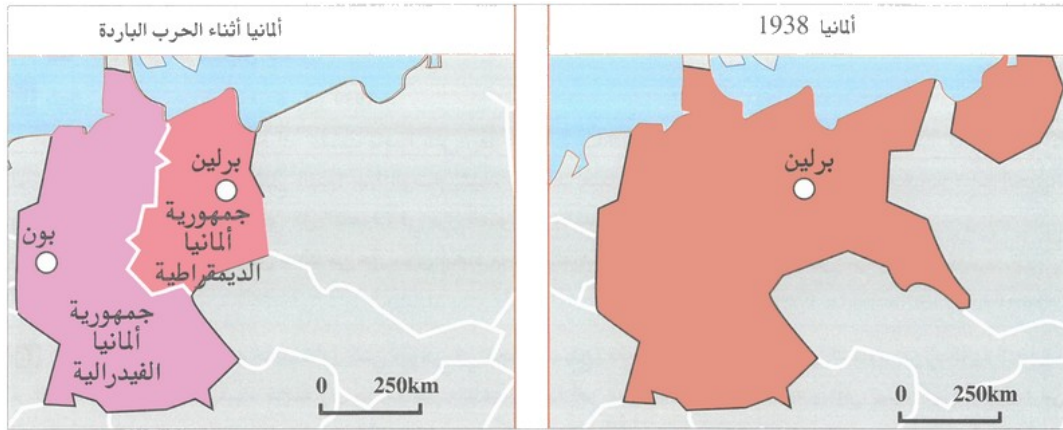 ألمانيا 1938
برلين
0 250km
ألمانيا أثناء الحرب الباردة
برلين
جمهورية
ألمانيا
الديمقراطية
بون
جمهورية
ألمانيا
الفيدرالية
0 250km